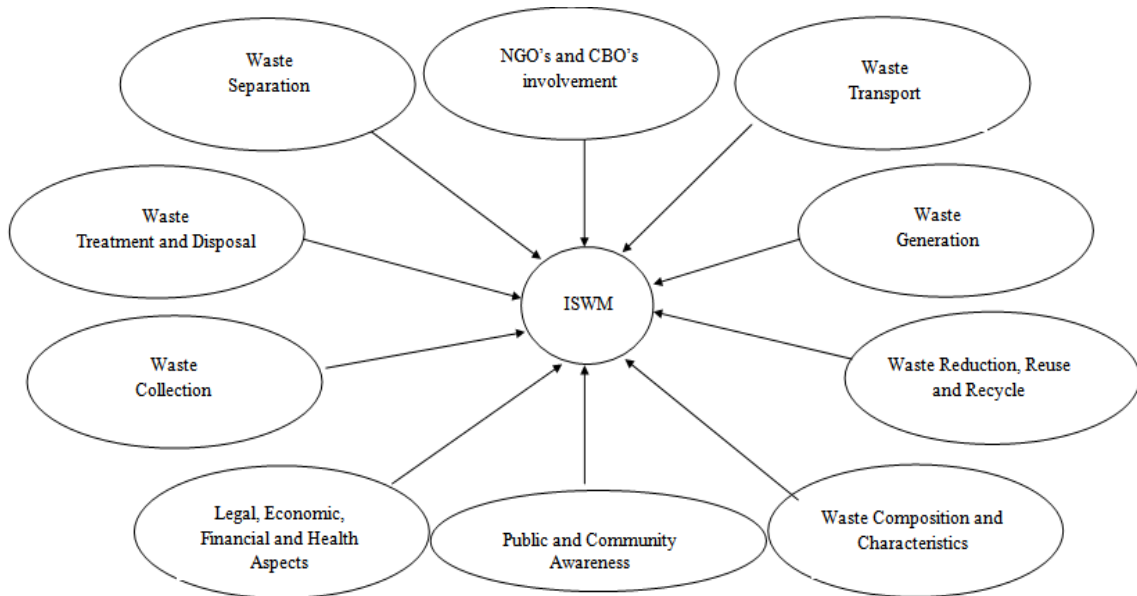 Waste
Separation
NGO's and CBO's
involvement
Waste
Transport
Waste
Treatment and Disposal
Waste
Generation
ISWM
Waste
Collection
Waste Reduction, Reuse
and Recycle
Legal, Economic,
Financial and Health
Aspects
Public and Community
Awareness
Waste Composition and
Characteristics